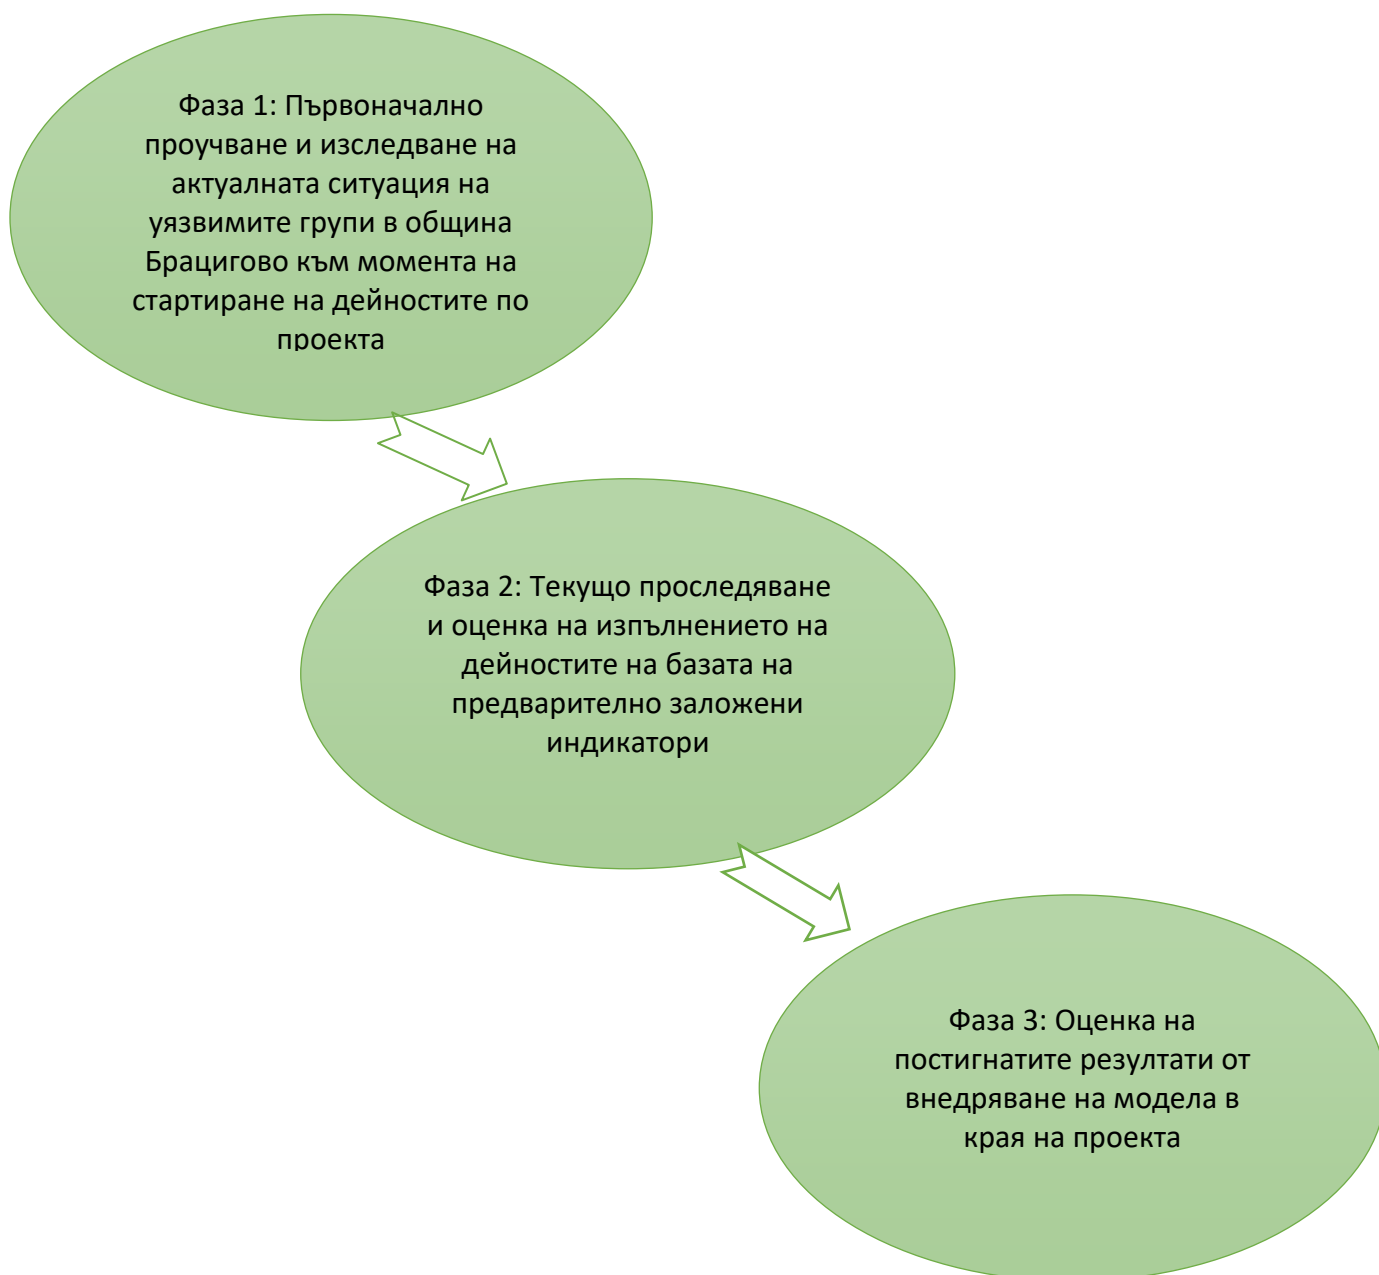 Фаза 1: Първоначално
проучване и изследване на
актуалната ситуация на
уязвимите групи в община
Брацигово към момента на
стартиране на дейностите по
проекта
Фаза 2: Текущо проследяване
и оценка на изпълнението на
дейностите на базата на
предварително заложени
индикатори
Фаза 3: Оценка на
постигнатите резултати от
внедряване на модела в
края на проекта